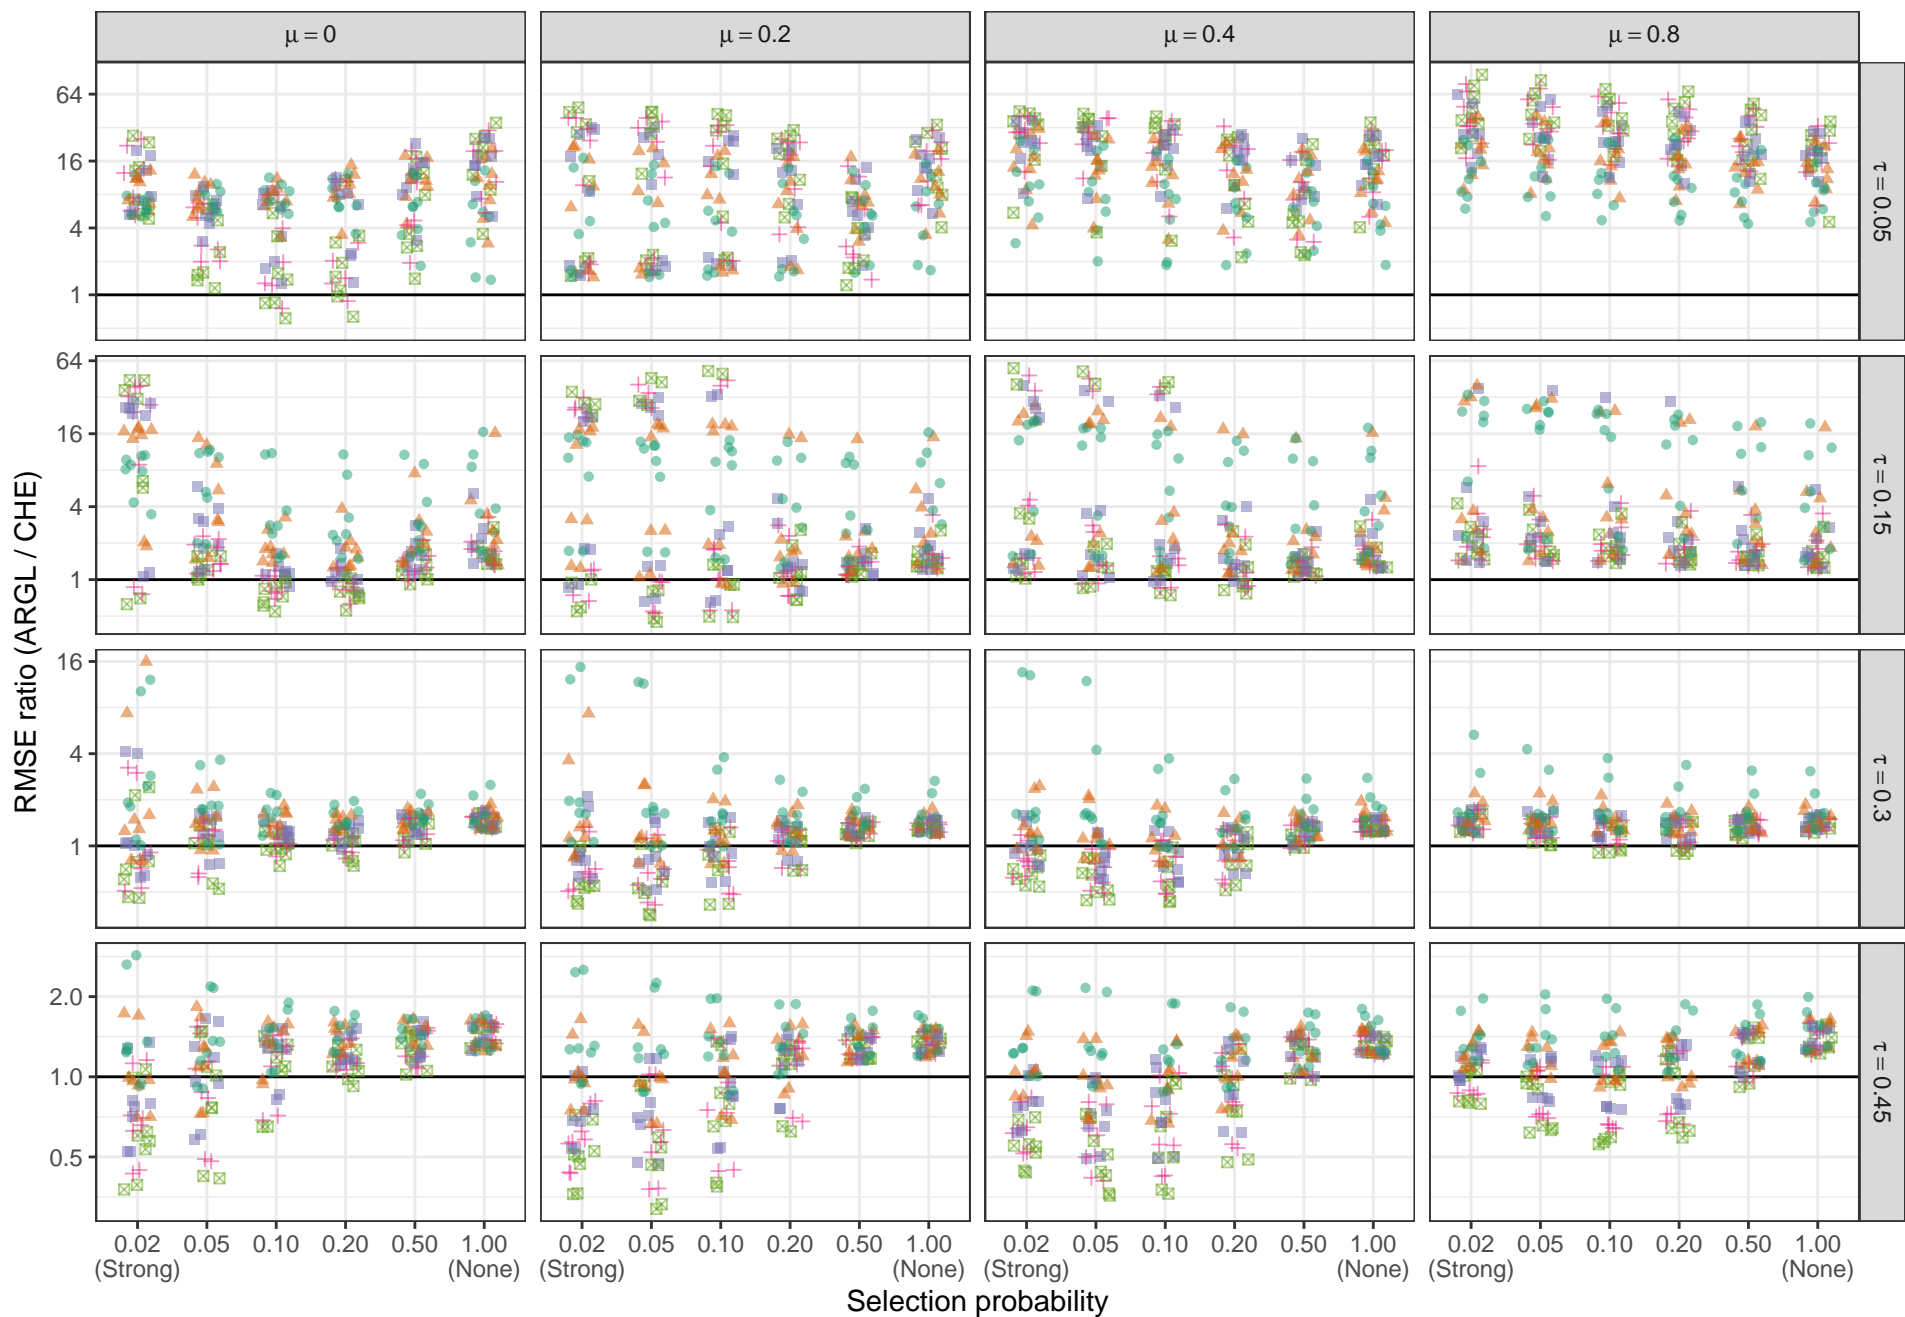 μ = 0
μ = 0.2
μ = 0.4
μ = 0.8
RMSE ratio (ARGL / CHE)
64
16
4
1
τ = 0.05
64
16
4
1
τ = 0.15
16
4
1
τ = 0.3
2.0
1.0
0.5
τ = 0.45
0.02 0.05 0.10 0.20 0.50 1.00 0.02 0.05 0.10 0.20 0.50 1.00 0.02 0.05 0.10 0.20 0.50 1.00 0.02 0.05 0.10 0.20 0.50 1.00
(Strong) (None) (Strong) (None) (Strong) (None) (Strong) (None)
Selection probability